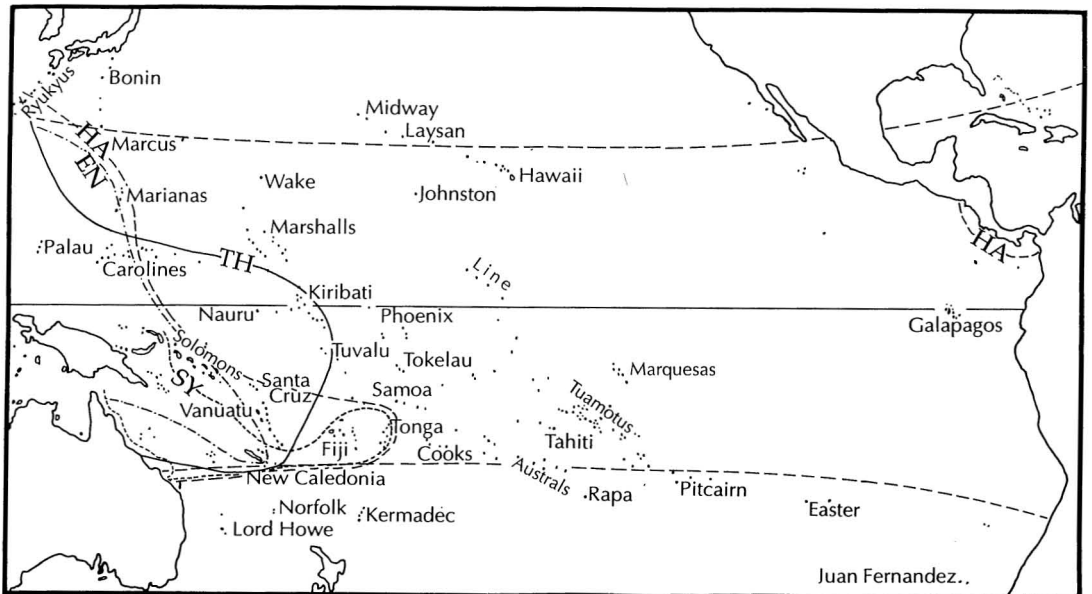 Ryukyus
Bonin
HA
EN
Marcus
Midway
Laysan
Hawaii
Marianas
Wake
Johnston
Marshalls
Palau
Carolines
TH
Line
HA
Kiribati
Nauru
Phoenix
Galapagos
Solomons
Tuvalu
Tokelau
Marquesas
SY
Santa
Cruz
Samoa
Vanuatu
Tuamotus
Tonga
Fiji
Cooks
Tahiti
Australs
New Caledonia
Rapa
Pitcairn
Easter
Norfolk
Kermadec
Lord Howe
Juan Fernandez